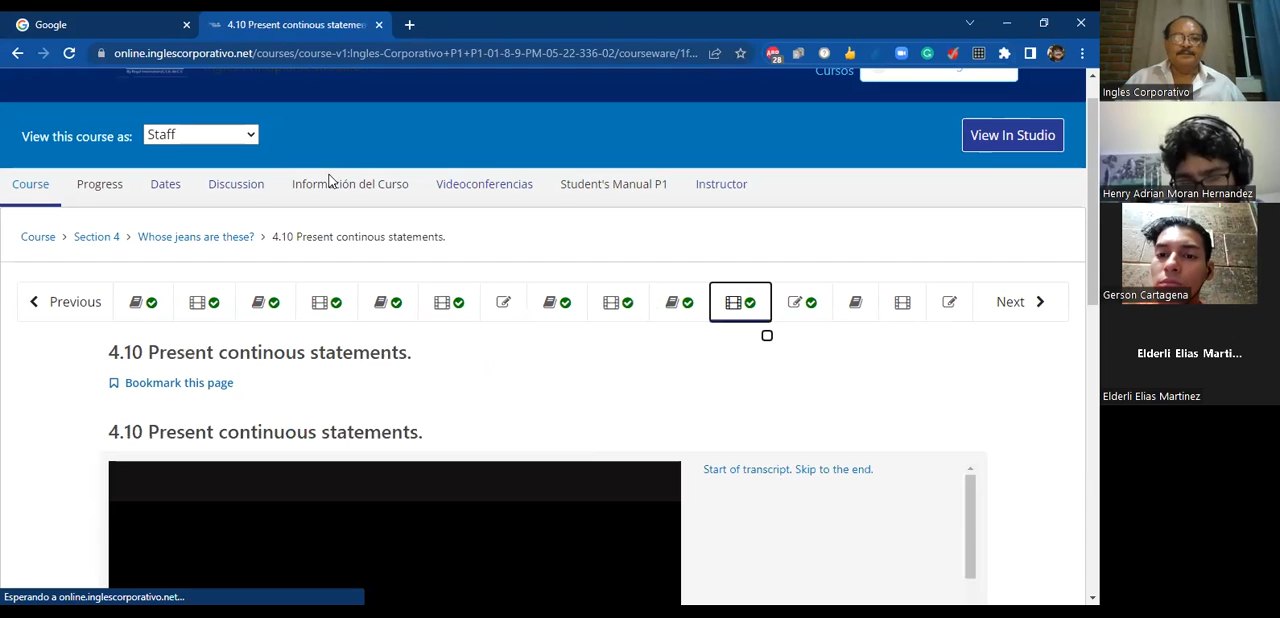 Google
4.10 Present continous stateme
online.inglescorporativo.net/courses/course-v1:Ingles-Corporativo+P1+P1-01-8-9-PM-05-22-336-02/courseware/1f...
28
Cursos
View this course as:
Staff
View In Studio
Course
Progress
Dates
Discussion
Información del Curso
Videoconferencias
Student's Manual P1
Instructor
Course > Section 4 > Whose jeans are these? > 4.10 Present continous statements.
Previous
Next
4.10 Present continous statements.
Bookmark this page
4.10 Present continuous statements.
Start of transcript. Skip to the end.
Esperando a online.inglescorporativo.net...
Ingles Corporativo
Henry Adrian Moran Hernandez
Gerson Cartagena
Elderli Elias Marti...
Elderli Elias Martinez